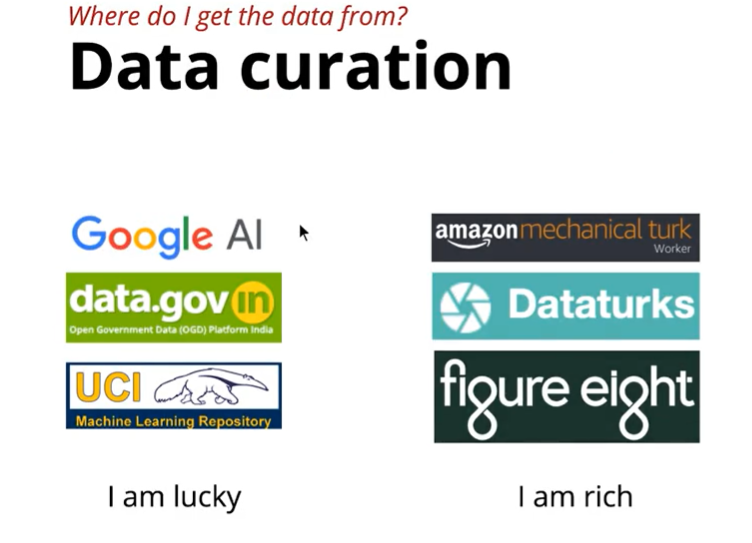 Where do I get the data from?
Data curation
Google AI
data.gov in
Open Government Data (OGD) Platform India
UCI
Machine Learning Repository
I am lucky
amazon mechanical turk
Worker
Dataturks
figure eight
I am rich